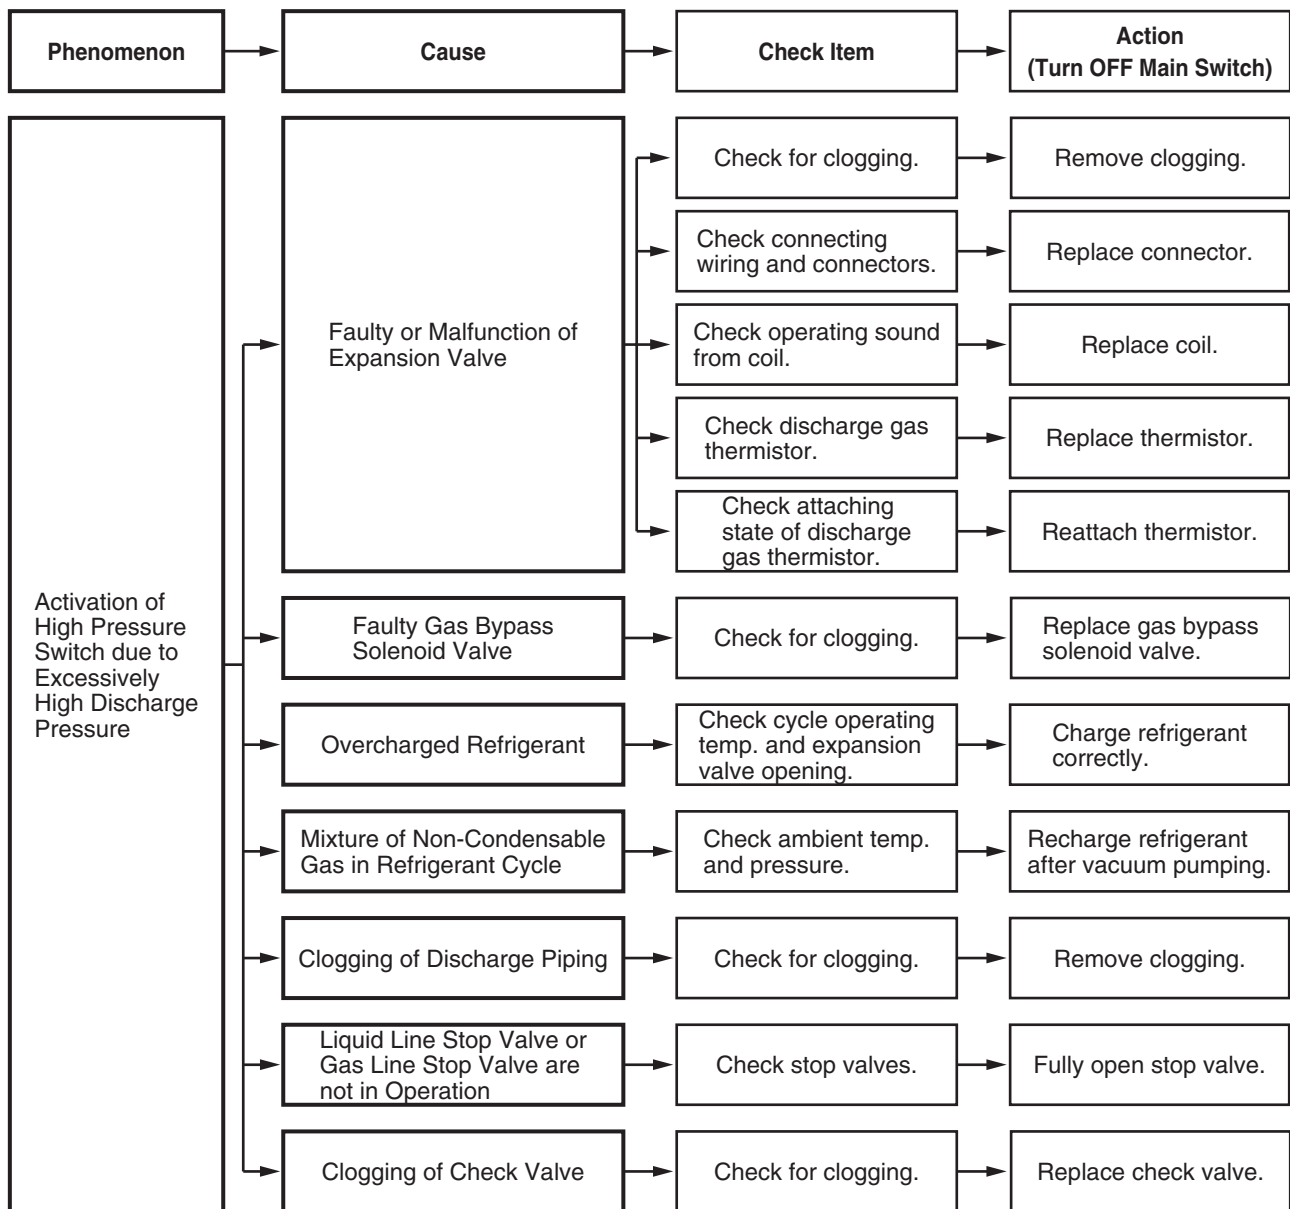 Phenomenon
Cause
Check Item
Action
(Turn OFF Main Switch)
Activation of
High Pressure
Switch due to
Excessively
High Discharge
Pressure
Faulty or Malfunction of
Expansion Valve
Check for clogging.
Remove clogging.
Check connecting
wiring and connectors.
Replace connector.
Check operating sound
from coil.
Replace coil.
Check discharge gas
thermistor.
Replace thermistor.
Check attaching
state of discharge
gas thermistor.
Reattach thermistor.
Faulty Gas Bypass
Solenoid Valve
Check for clogging.
Replace gas bypass
solenoid valve.
Overcharged Refrigerant
Check cycle operating
temp. and expansion
valve opening.
Charge refrigerant
correctly.
Mixture of Non-Condensable
Gas in Refrigerant Cycle
Check ambient temp.
and pressure.
Recharge refrigerant
after vacuum pumping.
Clogging of Discharge Piping
Check for clogging.
Remove clogging.
Liquid Line Stop Valve or
Gas Line Stop Valve are
not in Operation
Check stop valves.
Fully open stop valve.
Clogging of Check Valve
Check for clogging.
Replace check valve.